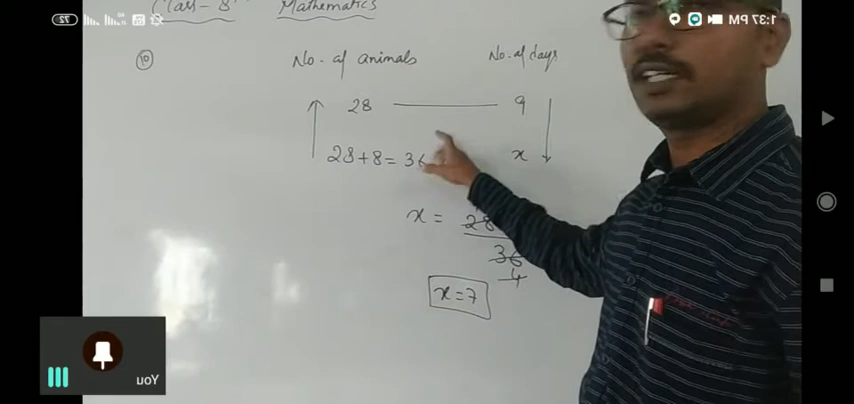 Class - 8th Mathematics
72
1:37 PM
10
No. of animals No. of days
28 9
28+8=36 x
x = 28
36
4
x=7
You